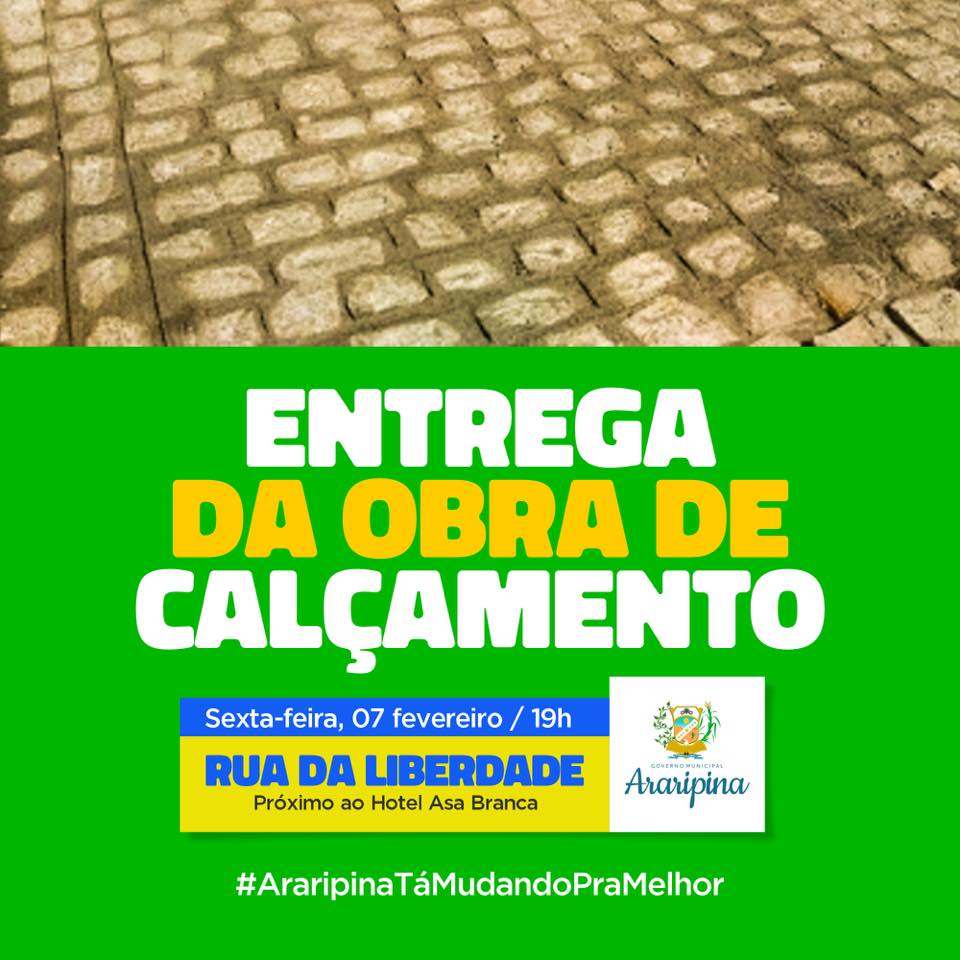 ENTREGA
DA OBRA DE
CALÇAMENTO
Sexta-feira, 07 fevereiro / 19h
RUA DA LIBERDADE
Próximo ao Hotel Asa Branca
GOVERNO MUNICIPAL
Araripina
#AraripinaTáMudandoPraMelhor